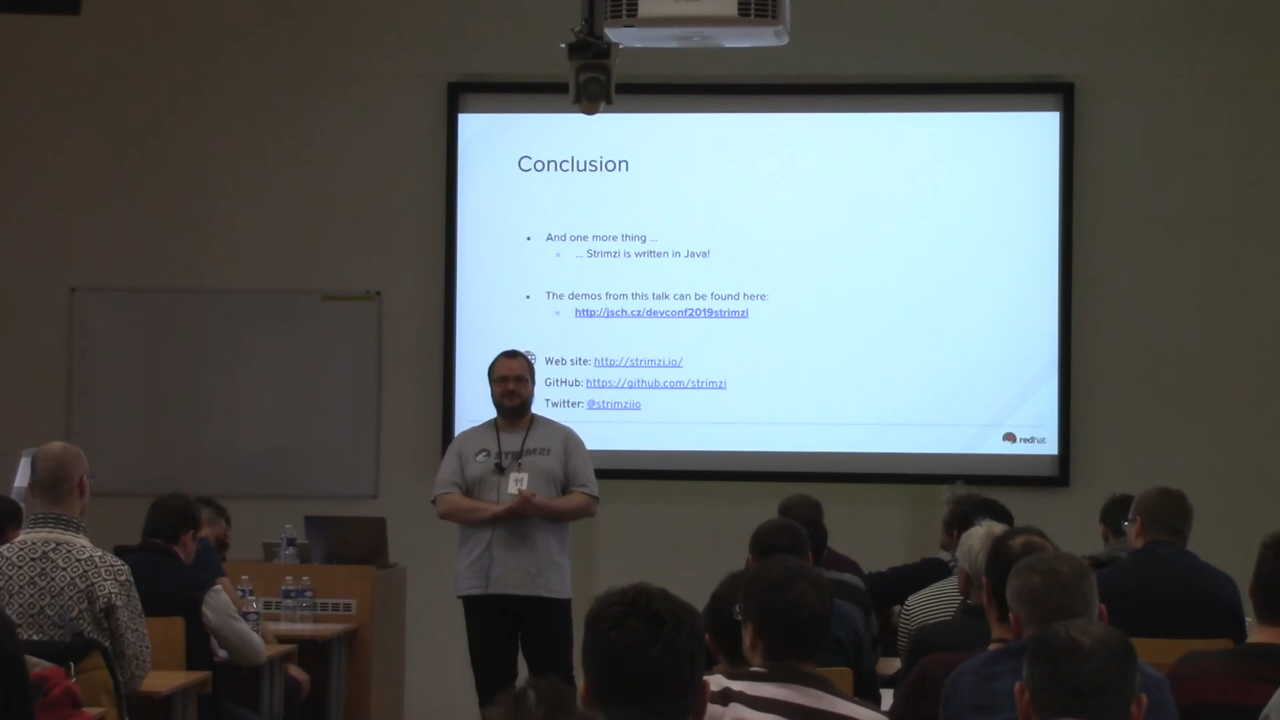 Conclusion
And one more thing ...
... Strimzi is written in Java!
The demos from this talk can be found here:
http://jsch.cz/devconf2019strimzi
Web site: http://strimzi.io/
GitHub: https://github.com/strimzi
Twitter: @strimziio
redhat
STRIMZI